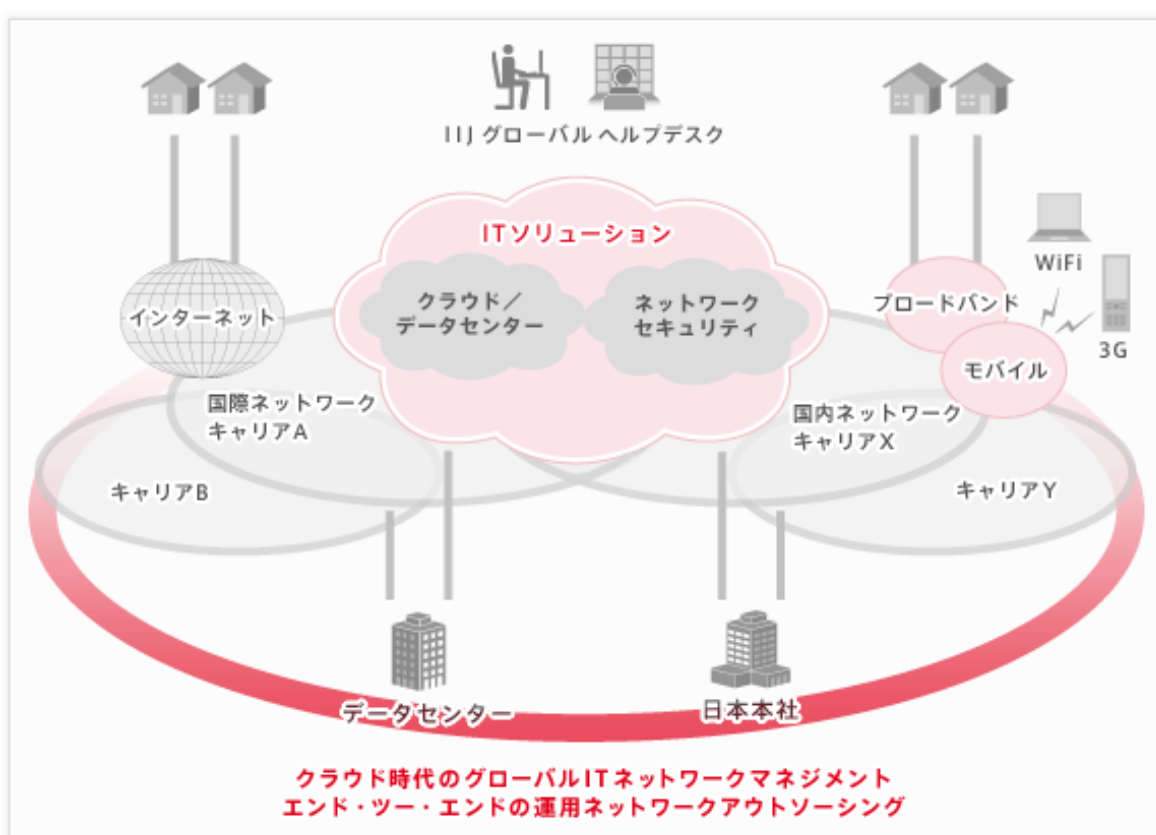 IIJ グローバル ヘルプデスク
ITソリューション
クラウド／
データセンター
ネットワーク
セキュリティ
インターネット
ブロードバンド
WiFi
3G
モバイル
国際ネットワーク
キャリアA
国内ネットワーク
キャリアX
キャリアB
キャリアY
データセンター
日本本社
クラウド時代のグローバルITネットワークマネジメント
エンド・ツー・エンドの運用ネットワークアウトソーシング